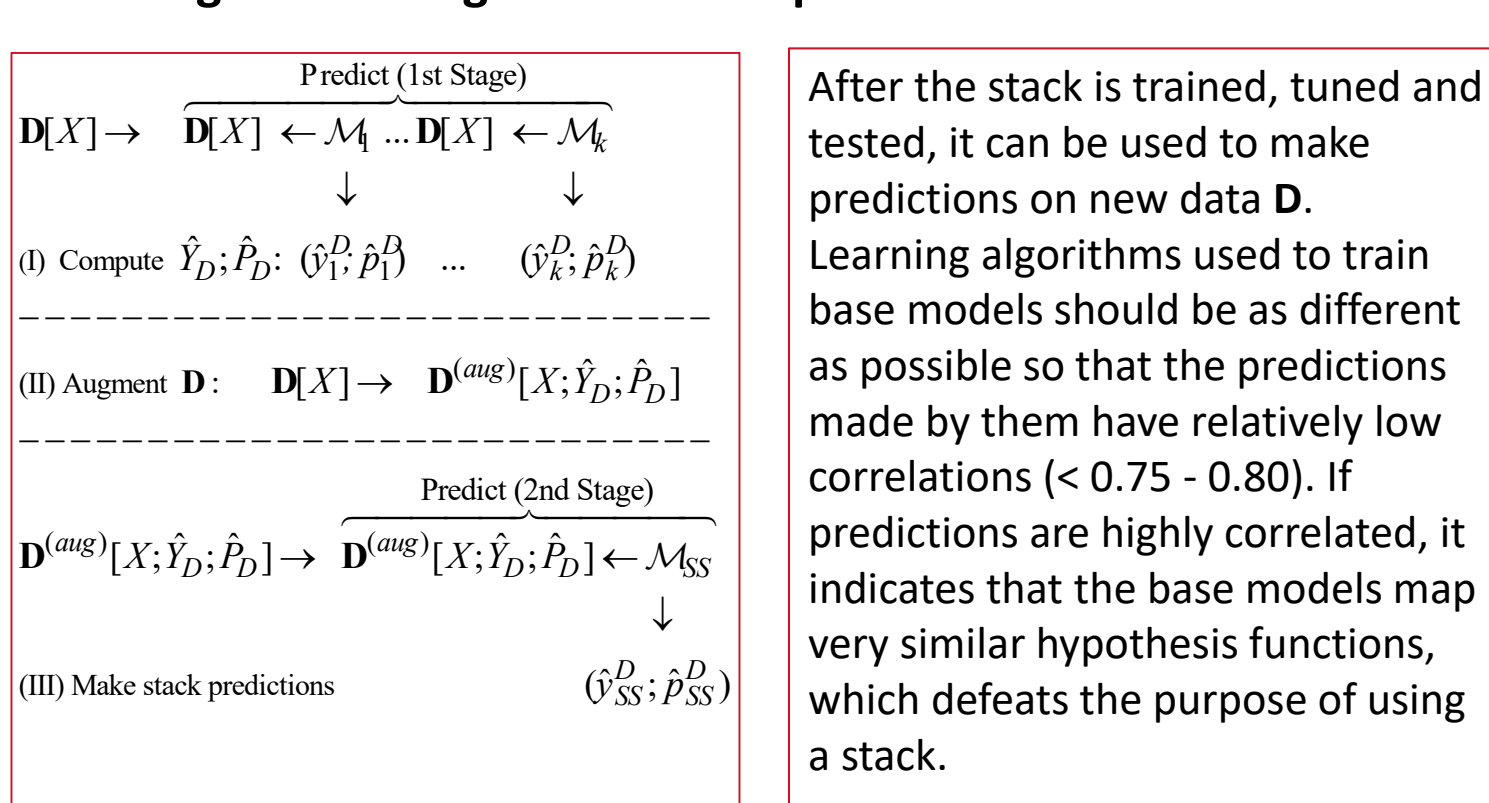 Predict (1st Stage)
D[X] → D[X] ← M₁ ... D[X] ← Mₖ
↓ ↓
(I) Compute Ŷ_D; P̂_D: (ŷ₁ᴰ; p̂₁ᴰ) ... (ŷₖᴰ; p̂ₖᴰ)
(II) Augment D: D[X] → D^(aug)[X; Ŷ_D; P̂_D]
Predict (2nd Stage)
D^(aug)[X; Ŷ_D; P̂_D] → D^(aug)[X; Ŷ_D; P̂_D] ← M_SS
↓
(III) Make stack predictions (ŷ_SS^D; p̂_SS^D)
After the stack is trained, tuned and
tested, it can be used to make
predictions on new data D.
Learning algorithms used to train
base models should be as different
as possible so that the predictions
made by them have relatively low
correlations (< 0.75 - 0.80). If
predictions are highly correlated, it
indicates that the base models map
very similar hypothesis functions,
which defeats the purpose of using
a stack.